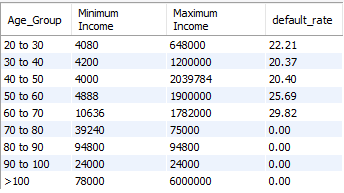 Age_Group Minimum Income Maximum Income default_rate
20 to 30 4080 648000 22.21
30 to 40 4200 1200000 20.37
40 to 50 4000 2039784 20.40
50 to 60 4888 1900000 25.69
60 to 70 10636 1782000 29.82
70 to 80 39240 75000 0.00
80 to 90 94800 94800 0.00
90 to 100 24000 24000 0.00
>100 78000 6000000 0.00